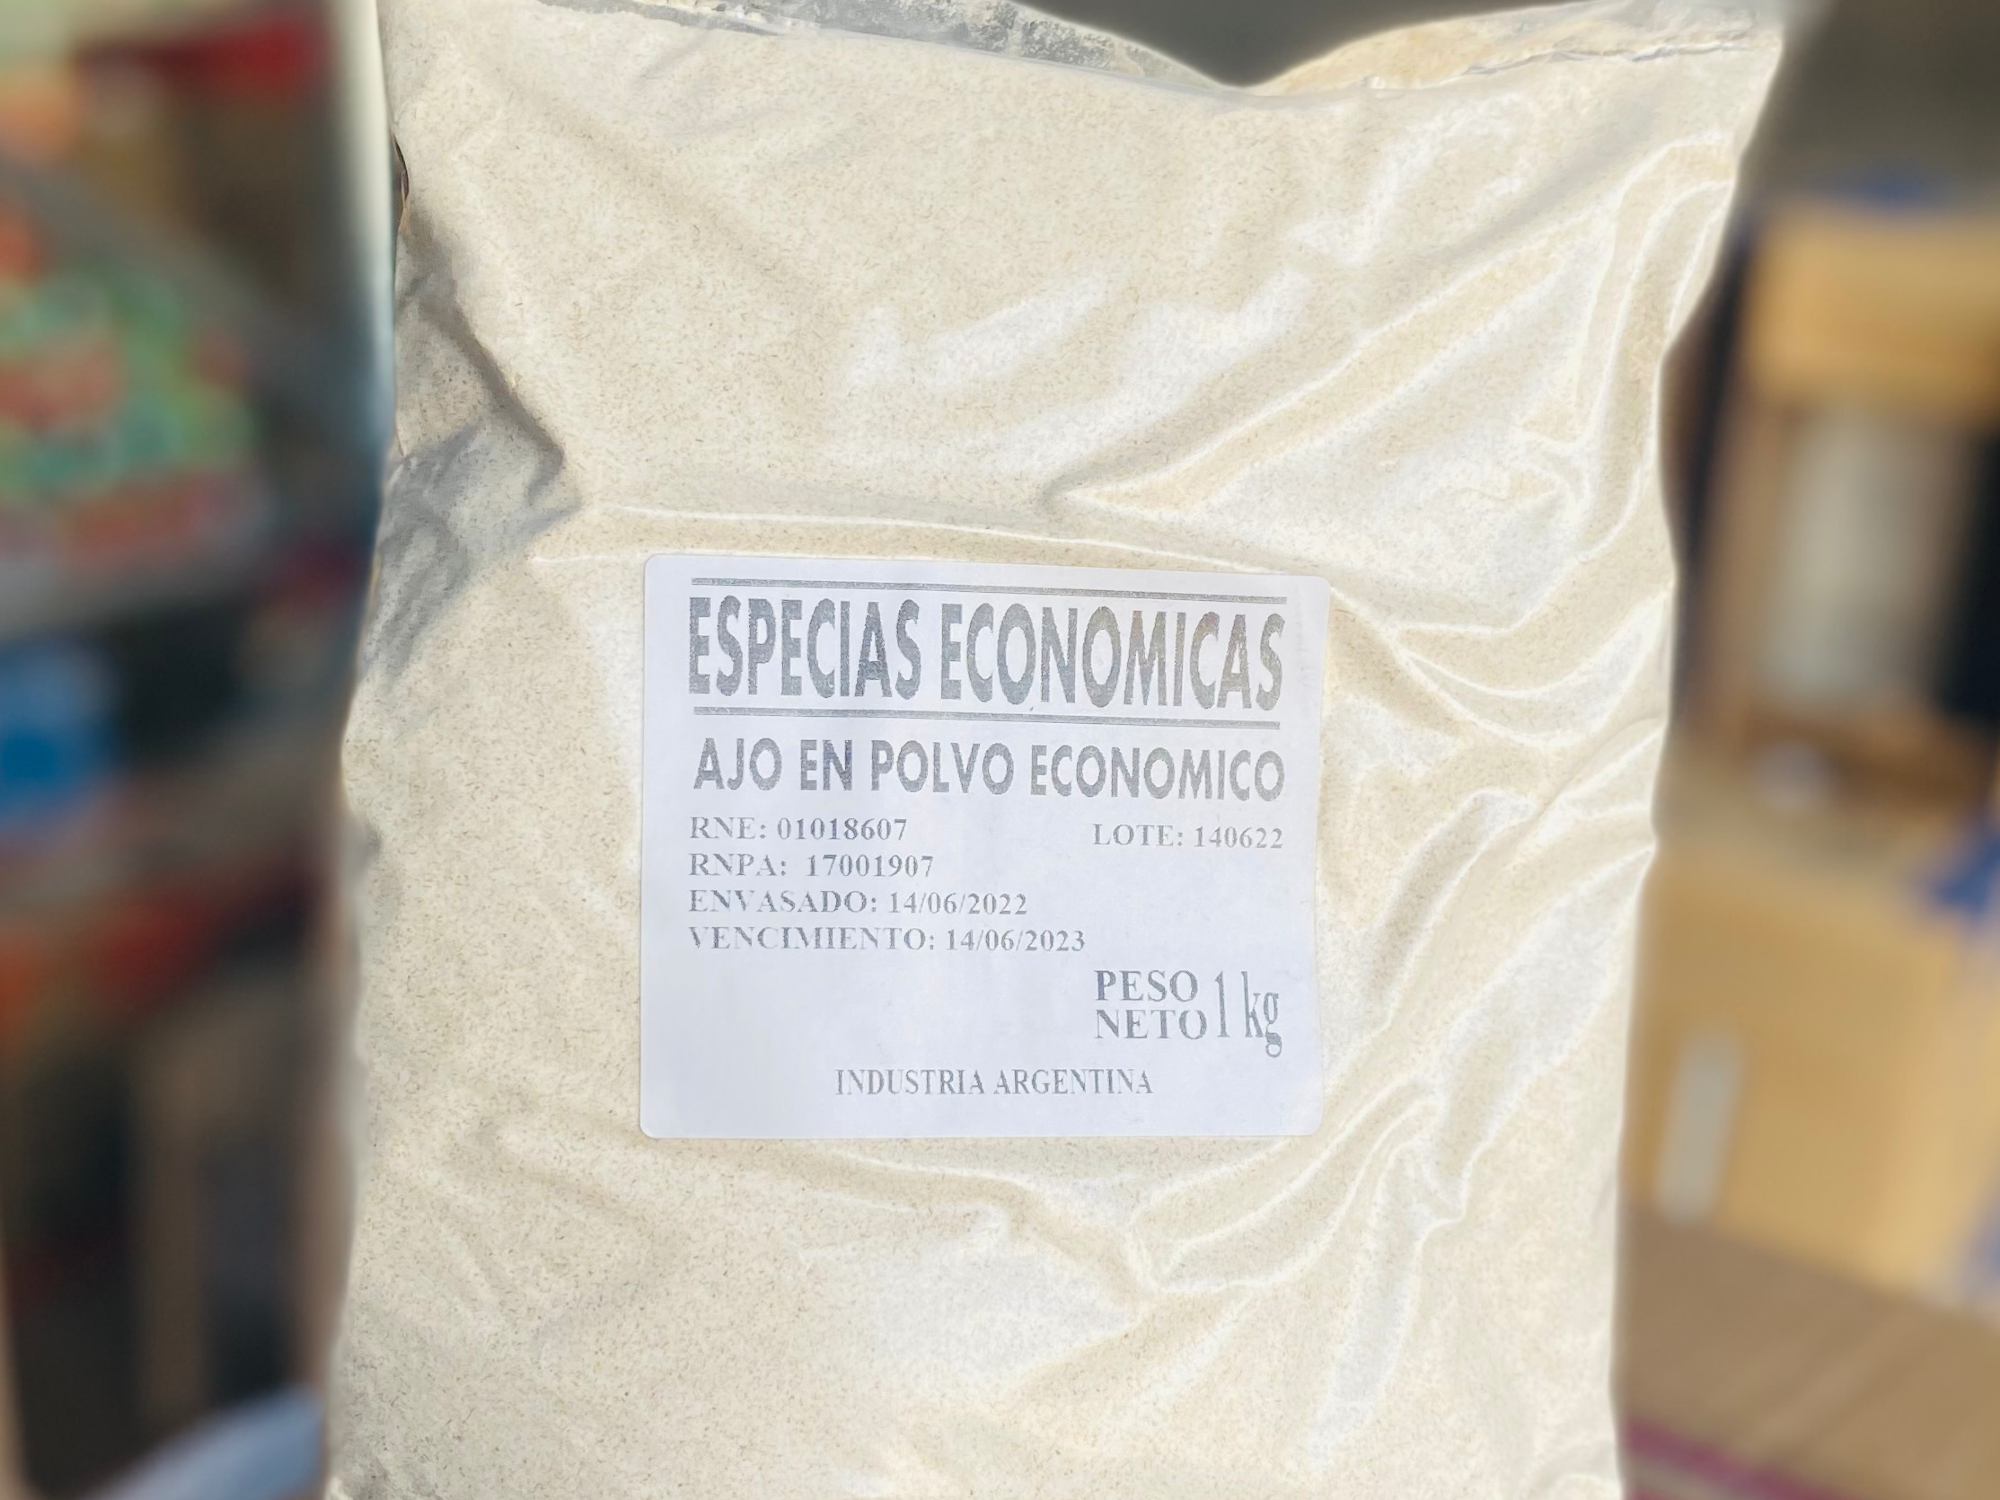 ESPECIAS ECONOMICAS
AJO EN POLVO ECONOMICO
RNE: 01018607 LOTE: 140622
RNPA: 17001907
ENVASADO: 14/06/2022
VENCIMIENTO: 14/06/2023
PESO NETO 1 kg
INDUSTRIA ARGENTINA